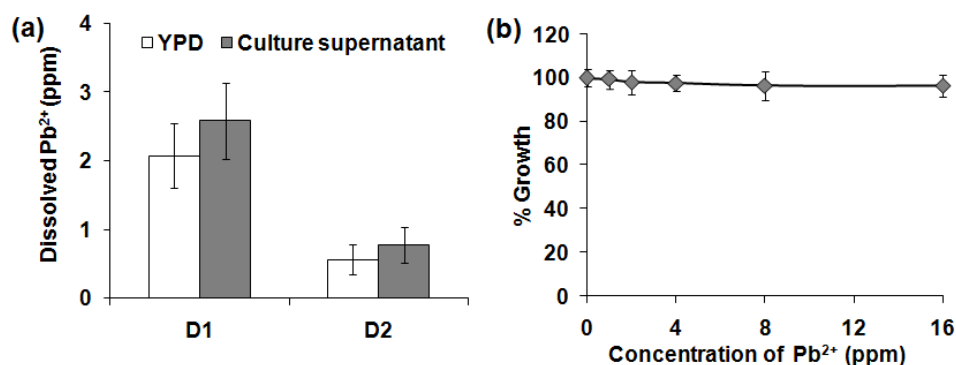 (a)
YPD Culture supernatant
Dissolved Pb²⁺ (ppm)
4
3
2
1
0
D1 D2
(b)
% Growth
120
100
80
60
40
20
0
0 4 8 12 16
Concentration of Pb²⁺ (ppm)